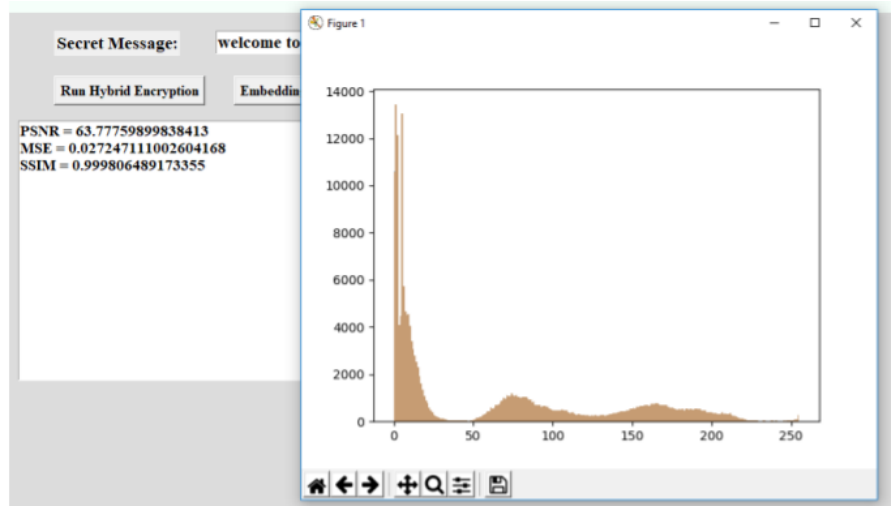 Figure 1
Secret Message:
welcome to
Run Hybrid Encryption
Embeddin
PSNR = 63.77759899838413
MSE = 0.027247111002604168
SSIM = 0.999806489173355
14000
12000
10000
8000
6000
4000
2000
0
0 50 100 150 200 250